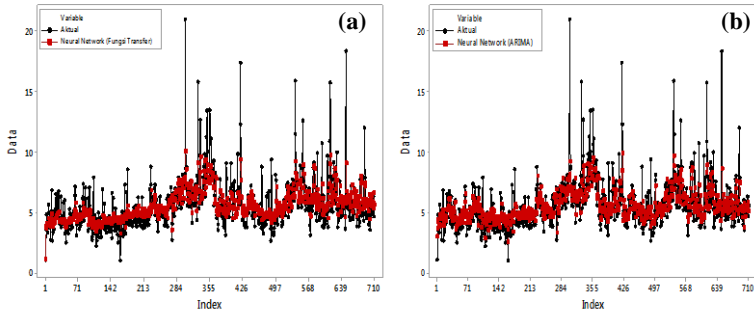 (a)
Variable
Aktual
Neural Network (Fungsi Transfer)
20
15
10
5
0
Data
1 71 142 213 284 355 426 497 568 639 710
Index
(b)
Variable
Aktual
Neural Network (ARIMA)
20
15
10
5
0
Data
1 71 142 213 284 355 426 497 568 639 710
Index